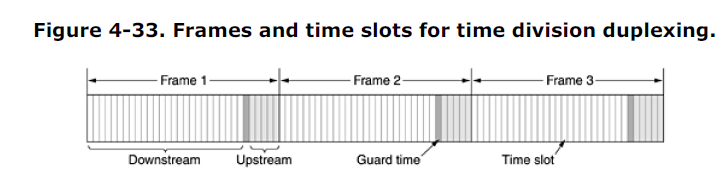 Figure 4-33. Frames and time slots for time division duplexing.
Frame 1 Frame 2 Frame 3
Downstream Upstream Guard time Time slot